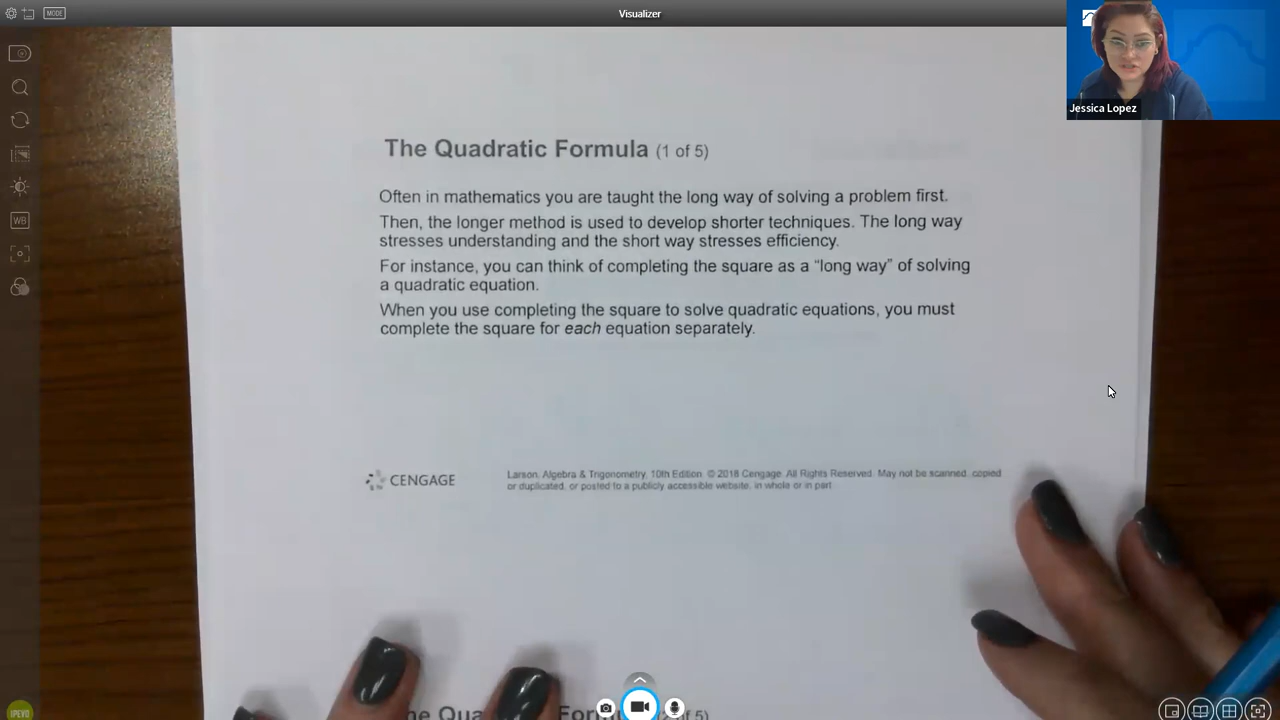 MODE
Visualizer
Jessica Lopez
WB
The Quadratic Formula (1 of 5)
Often in mathematics you are taught the long way of solving a problem first.
Then, the longer method is used to develop shorter techniques. The long way
stresses understanding and the short way stresses efficiency.
For instance, you can think of completing the square as a “long way” of solving
a quadratic equation.
When you use completing the square to solve quadratic equations, you must
complete the square for each equation separately.
CENGAGE
Larson, Algebra & Trigonometry, 10th Edition. © 2018 Cengage. All Rights Reserved. May not be scanned, copied
or duplicated, or posted to a publicly accessible website, in whole or in part.
IPEVO